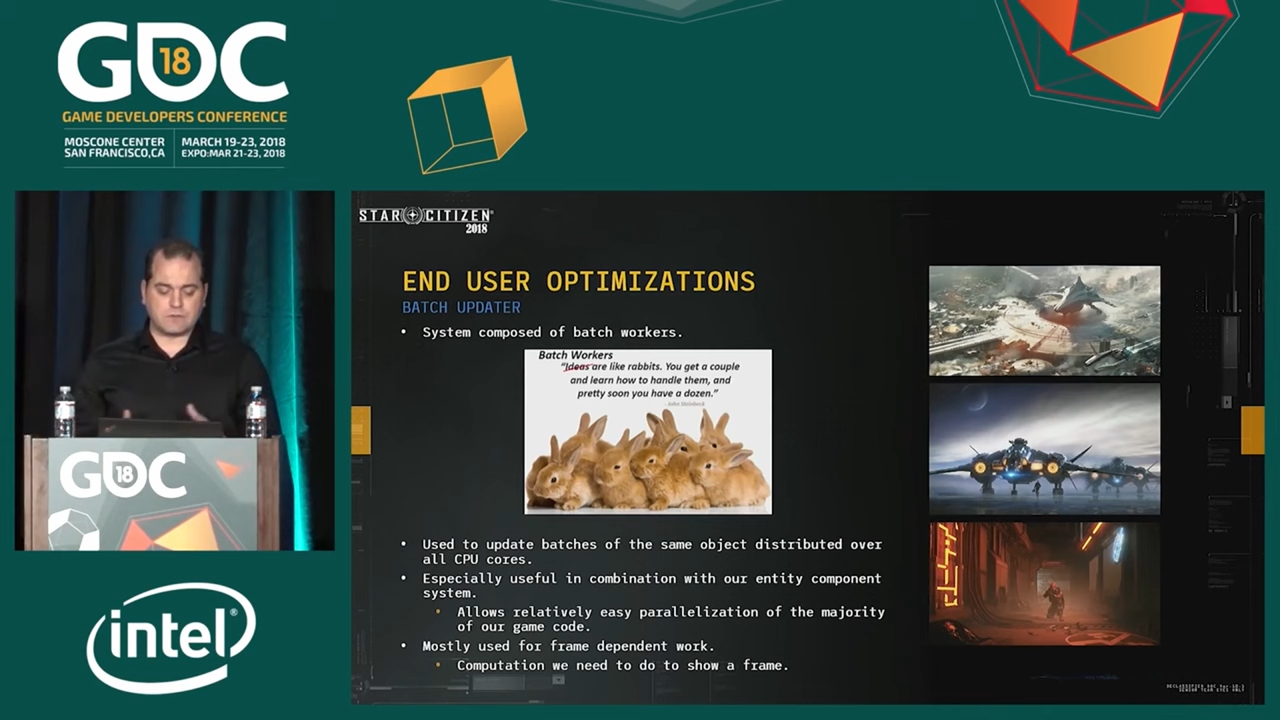 GDC
18
GAME DEVELOPERS CONFERENCE
MOSCONE CENTER
SAN FRANCISCO,CA
MARCH 19-23, 2018
EXPO:MAR 21-23, 2018
GDC
18
intel®
STAR CITIZEN®
2018
END USER OPTIMIZATIONS
BATCH UPDATER
• System composed of batch workers.
Batch Workers
“Ideas are like rabbits. You get a couple
and learn how to handle them, and
pretty soon you have a dozen.”
- John Steinbeck
• Used to update batches of the same object distributed over
all CPU cores.
• Especially useful in combination with our entity component
system.
• Allows relatively easy parallelization of the majority
of our game code.
• Mostly used for frame dependent work.
• Computation we need to do to show a frame.